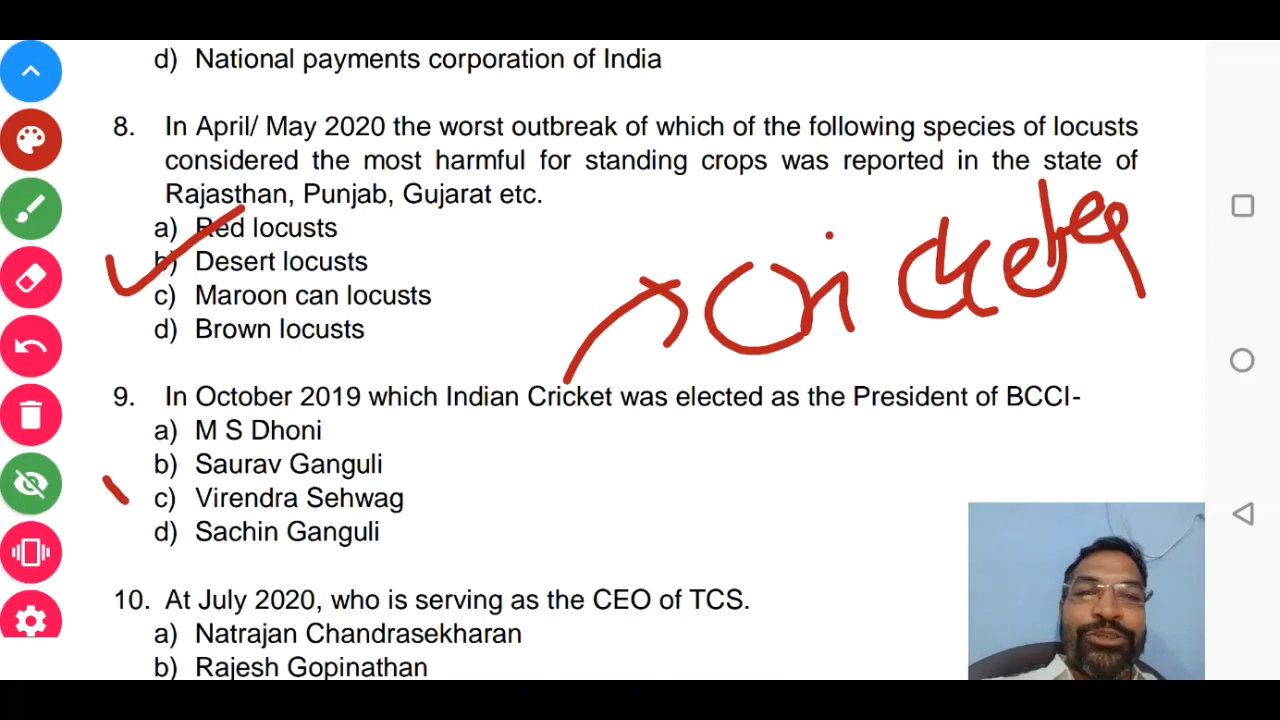 d) National payments corporation of India
8. In April/ May 2020 the worst outbreak of which of the following species of locusts
considered the most harmful for standing crops was reported in the state of
Rajasthan, Punjab, Gujarat etc.
a) Red locusts
b) Desert locusts
c) Maroon can locusts
d) Brown locusts
Cricketer
9. In October 2019 which Indian Cricket was elected as the President of BCCI-
a) M S Dhoni
b) Saurav Ganguli
c) Virendra Sehwag
d) Sachin Ganguli
10. At July 2020, who is serving as the CEO of TCS.
a) Natrajan Chandrasekharan
b) Rajesh Gopinathan